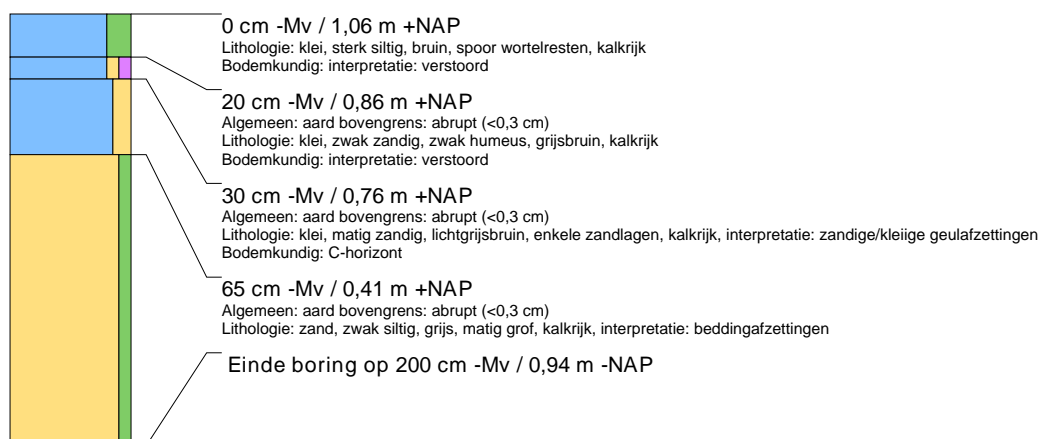 0 cm -Mv / 1,06 m +NAP
Lithologie: klei, sterk siltig, bruin, spoor wortelresten, kalkrijk
Bodemkundig: interpretatie: verstoord
20 cm -Mv / 0,86 m +NAP
Algemeen: aard bovengrens: abrupt (<0,3 cm)
Lithologie: klei, zwak zandig, zwak humeus, grijsbruin, kalkrijk
Bodemkundig: interpretatie: verstoord
30 cm -Mv / 0,76 m +NAP
Algemeen: aard bovengrens: abrupt (<0,3 cm)
Lithologie: klei, matig zandig, lichtgrijsbruin, enkele zandlagen, kalkrijk, interpretatie: zandige/kleiige geulafzettingen
Bodemkundig: C-horizont
65 cm -Mv / 0,41 m +NAP
Algemeen: aard bovengrens: abrupt (<0,3 cm)
Lithologie: zand, zwak siltig, grijs, matig grof, kalkrijk, interpretatie: beddingafzettingen
Einde boring op 200 cm -Mv / 0,94 m -NAP